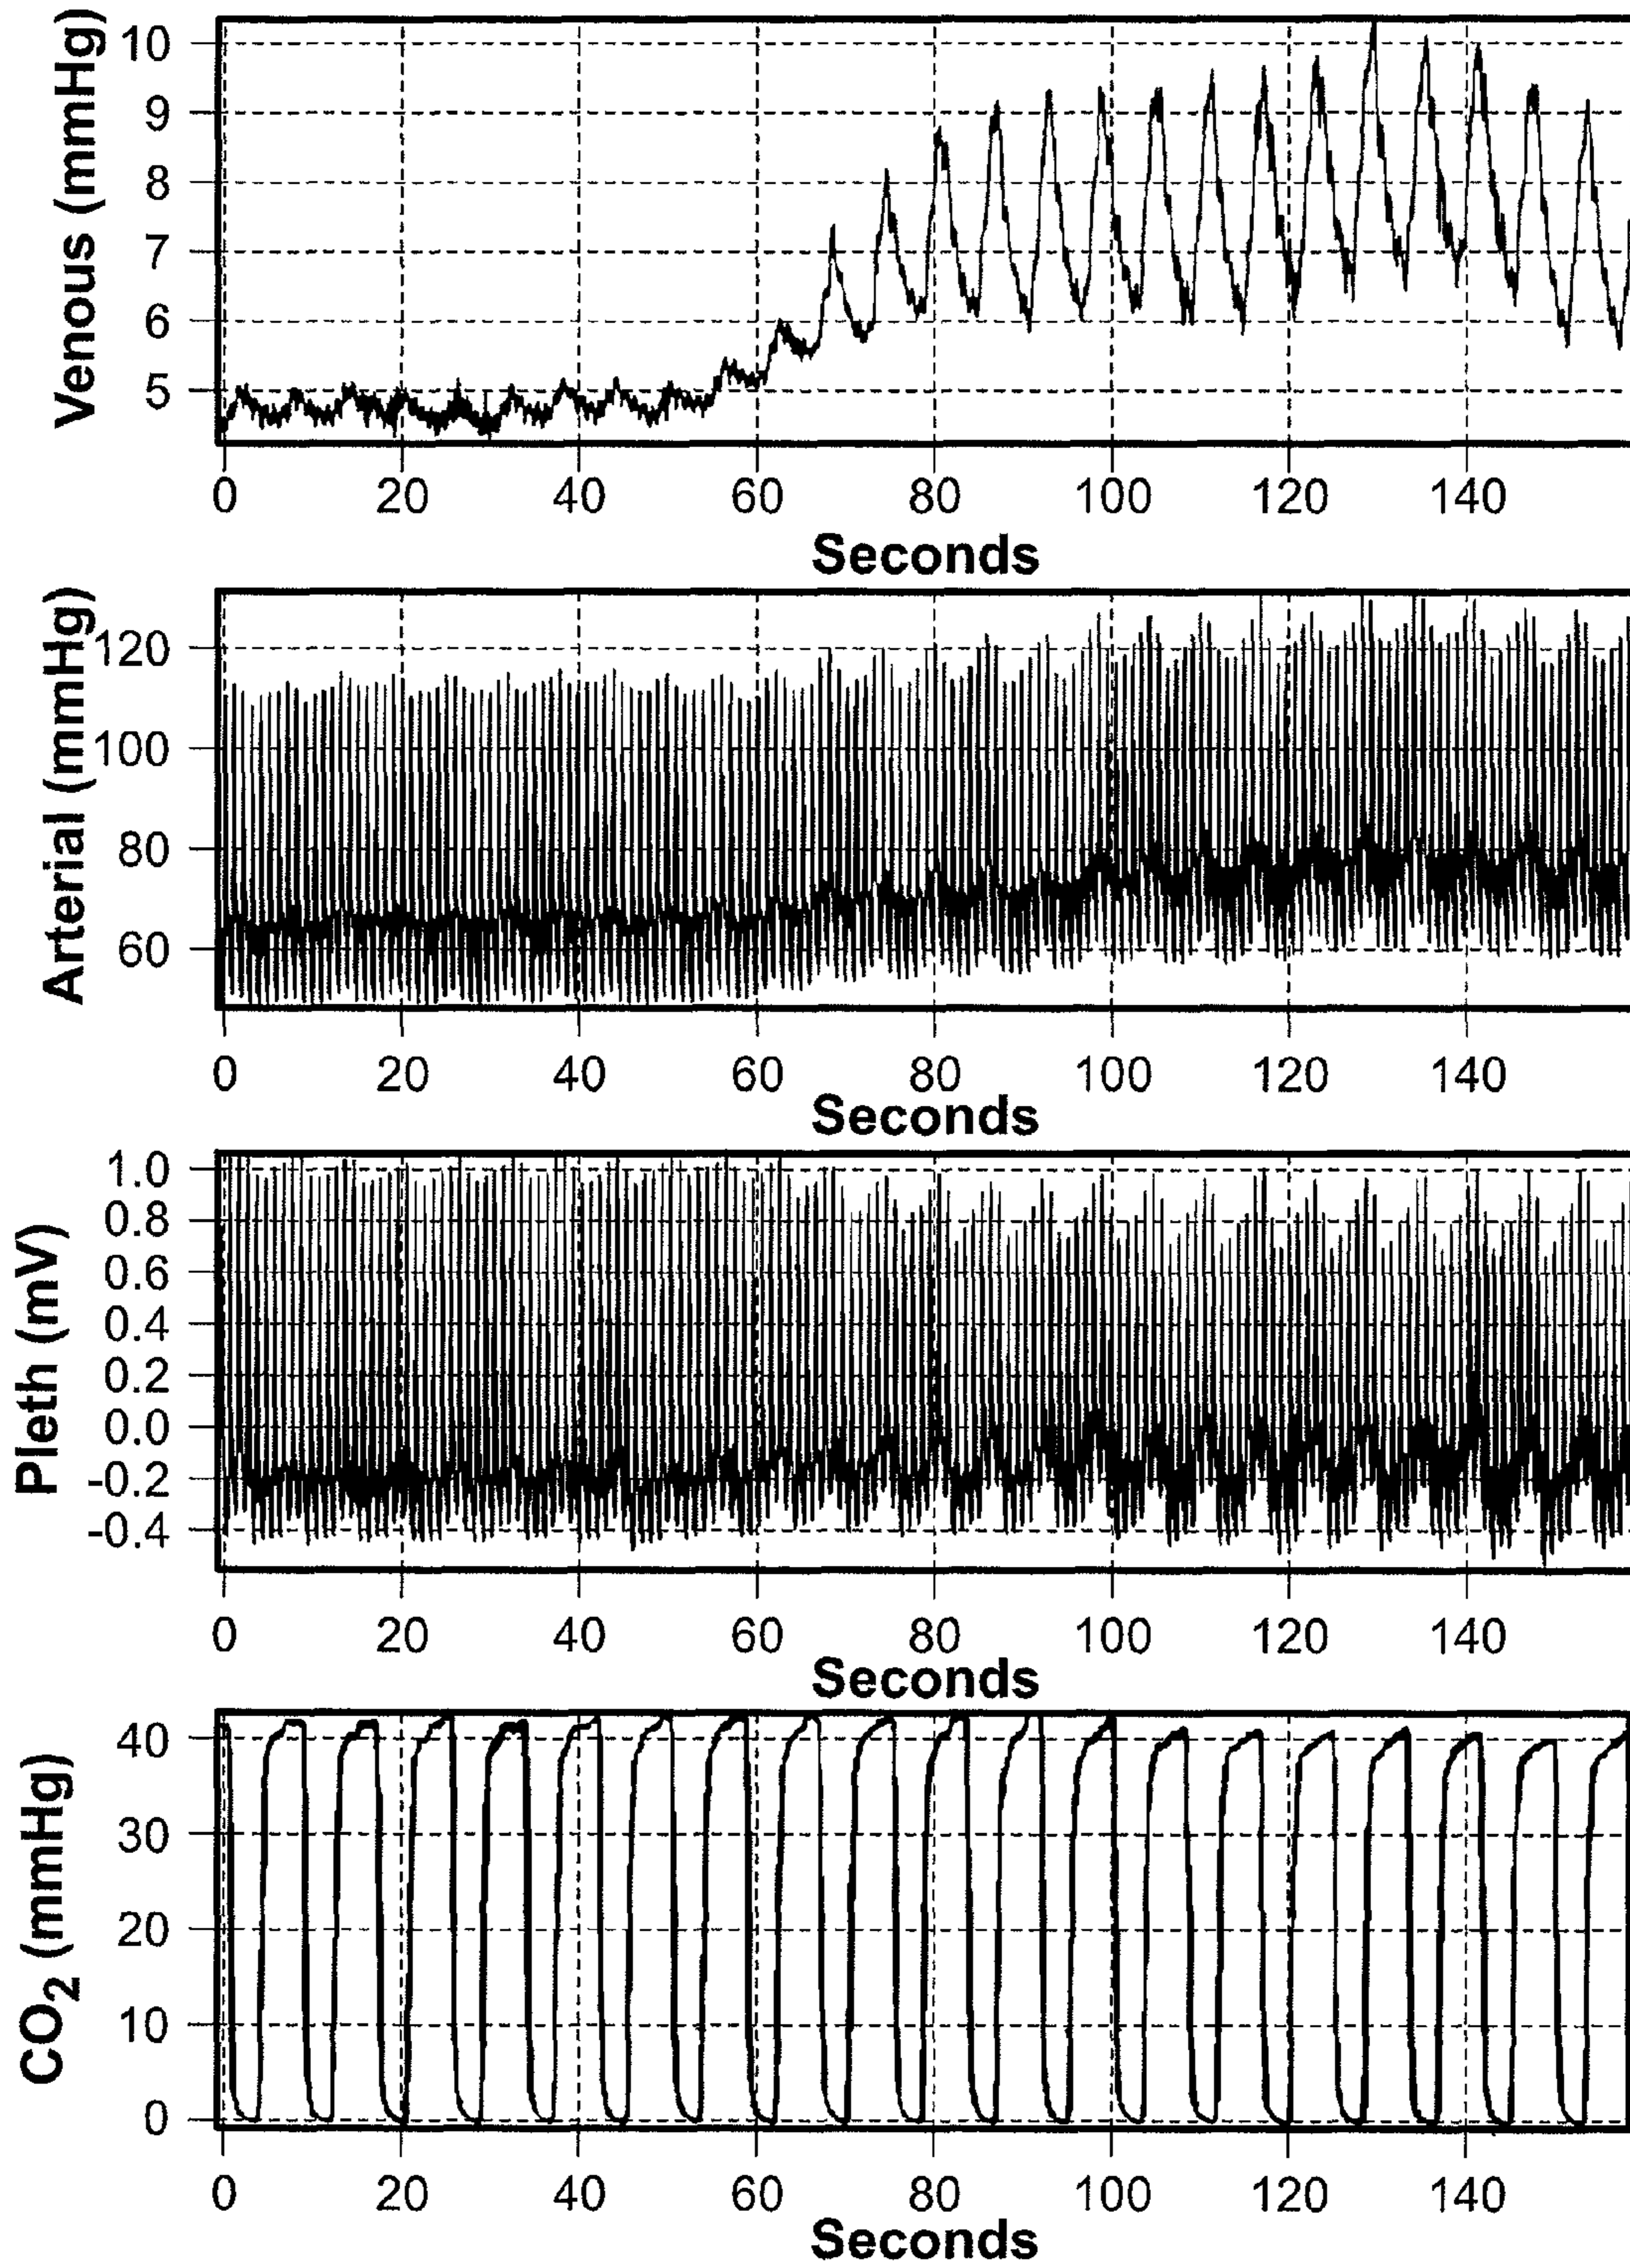 Venous (mmHg)
10
9
8
7
6
5
0 20 40 60 80 100 120 140
Seconds
Arterial (mmHg)
120
100
80
60
0 20 40 60 80 100 120 140
Seconds
Pleth (mV)
1.0
0.8
0.6
0.4
0.2
0.0
-0.2
-0.4
0 20 40 60 80 100 120 140
Seconds
CO₂ (mmHg)
40
30
20
10
0
0 20 40 60 80 100 120 140
Seconds